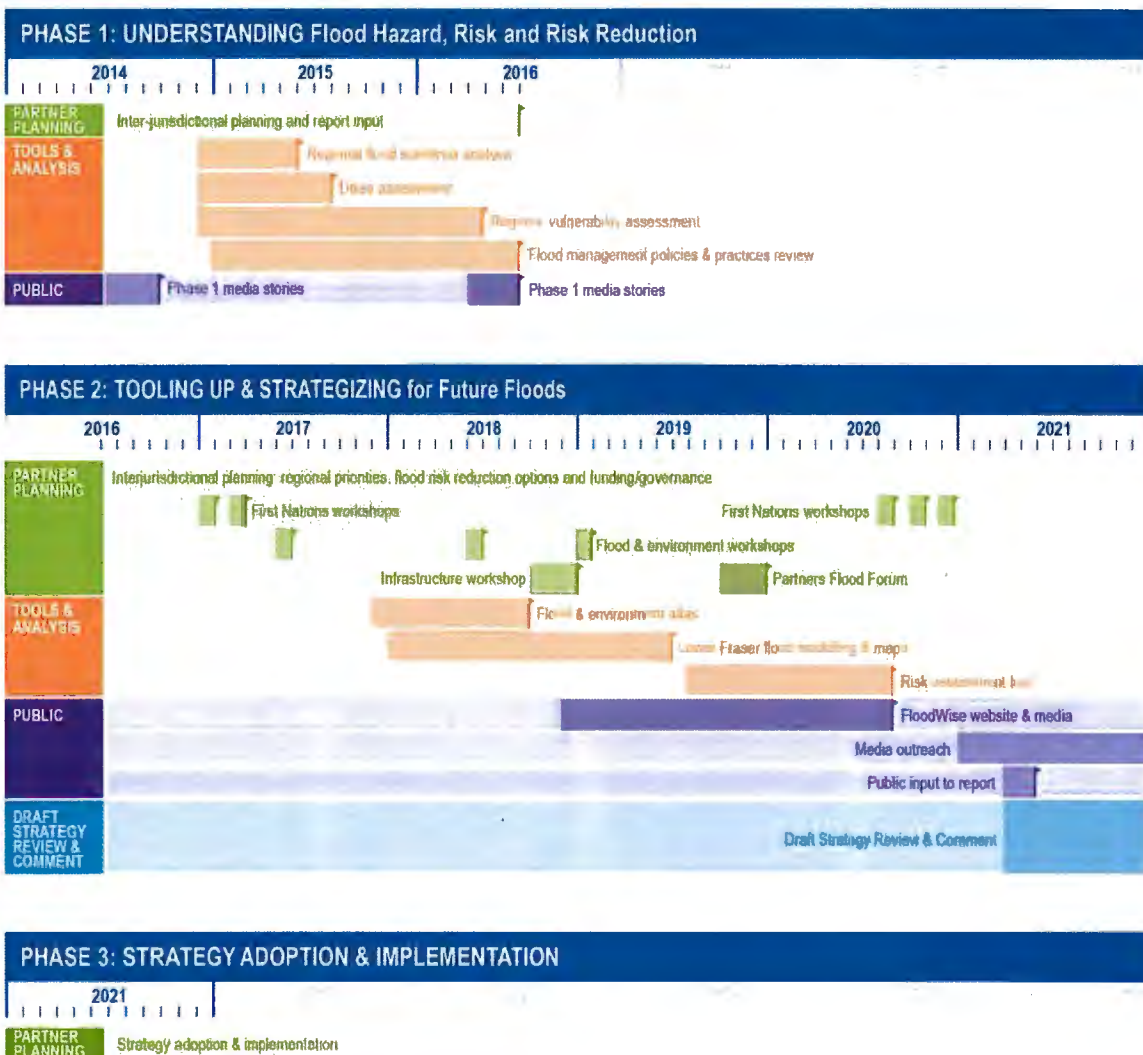 PHASE 1: UNDERSTANDING Flood Hazard, Risk and Risk Reduction
2014 2015 2016
PARTNER
PLANNING
Inter-jurisdictional planning and report input
TOOLS &
ANALYSIS
Regional flood scenarios analysis
Dikes assessment
Regional vulnerability assessment
Flood management policies & practices review
PUBLIC
Phase 1 media stories
Phase 1 media stories
PHASE 2: TOOLING UP & STRATEGIZING for Future Floods
2016 2017 2018 2019 2020 2021
PARTNER
PLANNING
Interjurisdictional planning: regional priorities, flood risk reduction options and funding/governance
First Nations workshops
First Nations workshops
Flood & environment workshops
Infrastructure workshop
Partners Flood Forum
TOOLS &
ANALYSIS
Flood & environment atlas
Lower Fraser flood modelling & maps
Risk assessment
PUBLIC
FloodWise website & media
Media outreach
Public input to report
DRAFT
STRATEGY
REVIEW &
COMMENT
Draft Strategy Review & Comment
PHASE 3: STRATEGY ADOPTION & IMPLEMENTATION
2021
PARTNER
PLANNING
Strategy adoption & implementation